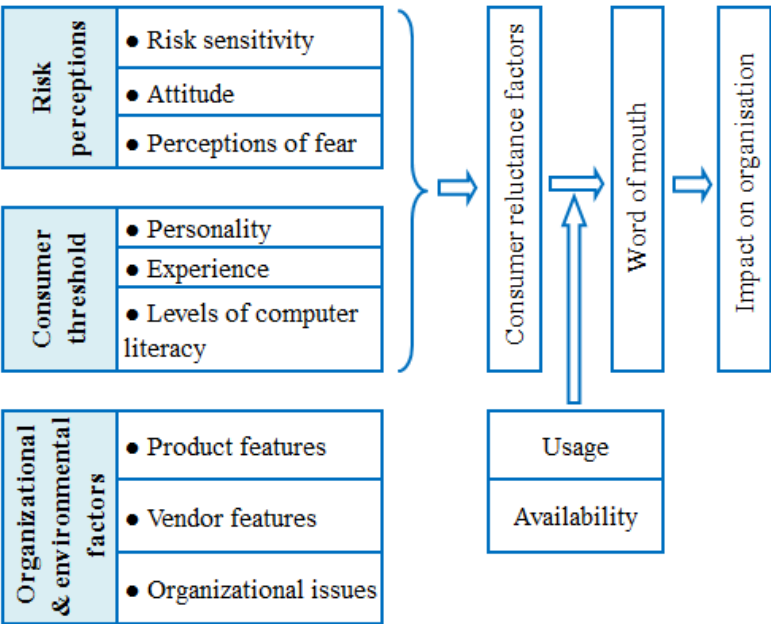 Risk
perceptions
● Risk sensitivity
● Attitude
● Perceptions of fear
Consumer
threshold
● Personality
● Experience
● Levels of computer
literacy
Organizational
& environmental
factors
● Product features
● Vendor features
● Organizational issues
Consumer reluctance factors
Word of mouth
Impact on organisation
Usage
Availability